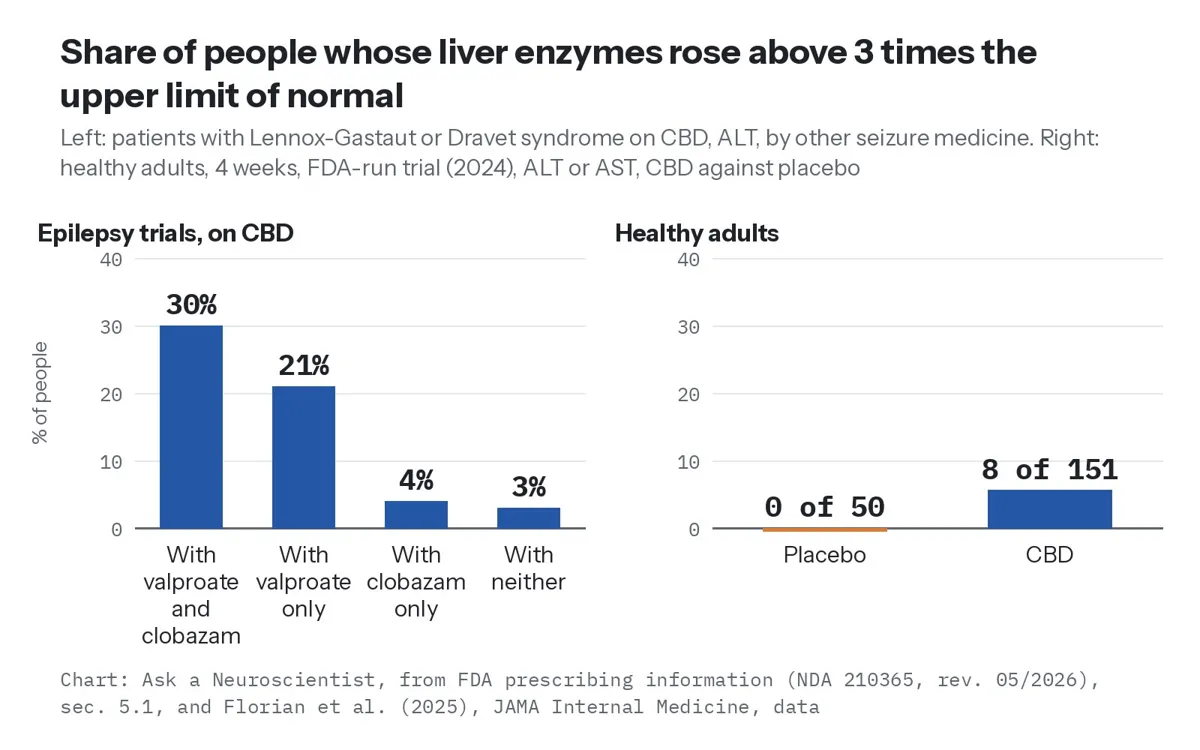 Share of people whose liver enzymes rose above 3 times the
upper limit of normal
Left: patients with Lennox-Gastaut or Dravet syndrome on CBD, ALT, by other seizure medicine. Right:
healthy adults, 4 weeks, FDA-run trial (2024), ALT or AST, CBD against placebo
Epilepsy trials, on CBD
% of people
40
30
20
10
0
30%
21%
4%
3%
With
valproate
and
clobazam
With
valproate
only
With
clobazam
only
With
neither
Healthy adults
40
30
20
10
0
0 of 50
8 of 151
Placebo
CBD
Chart: Ask a Neuroscientist, from FDA prescribing information (NDA 210365, rev. 05/2026),
sec. 5.1, and Florian et al. (2025), JAMA Internal Medicine, data